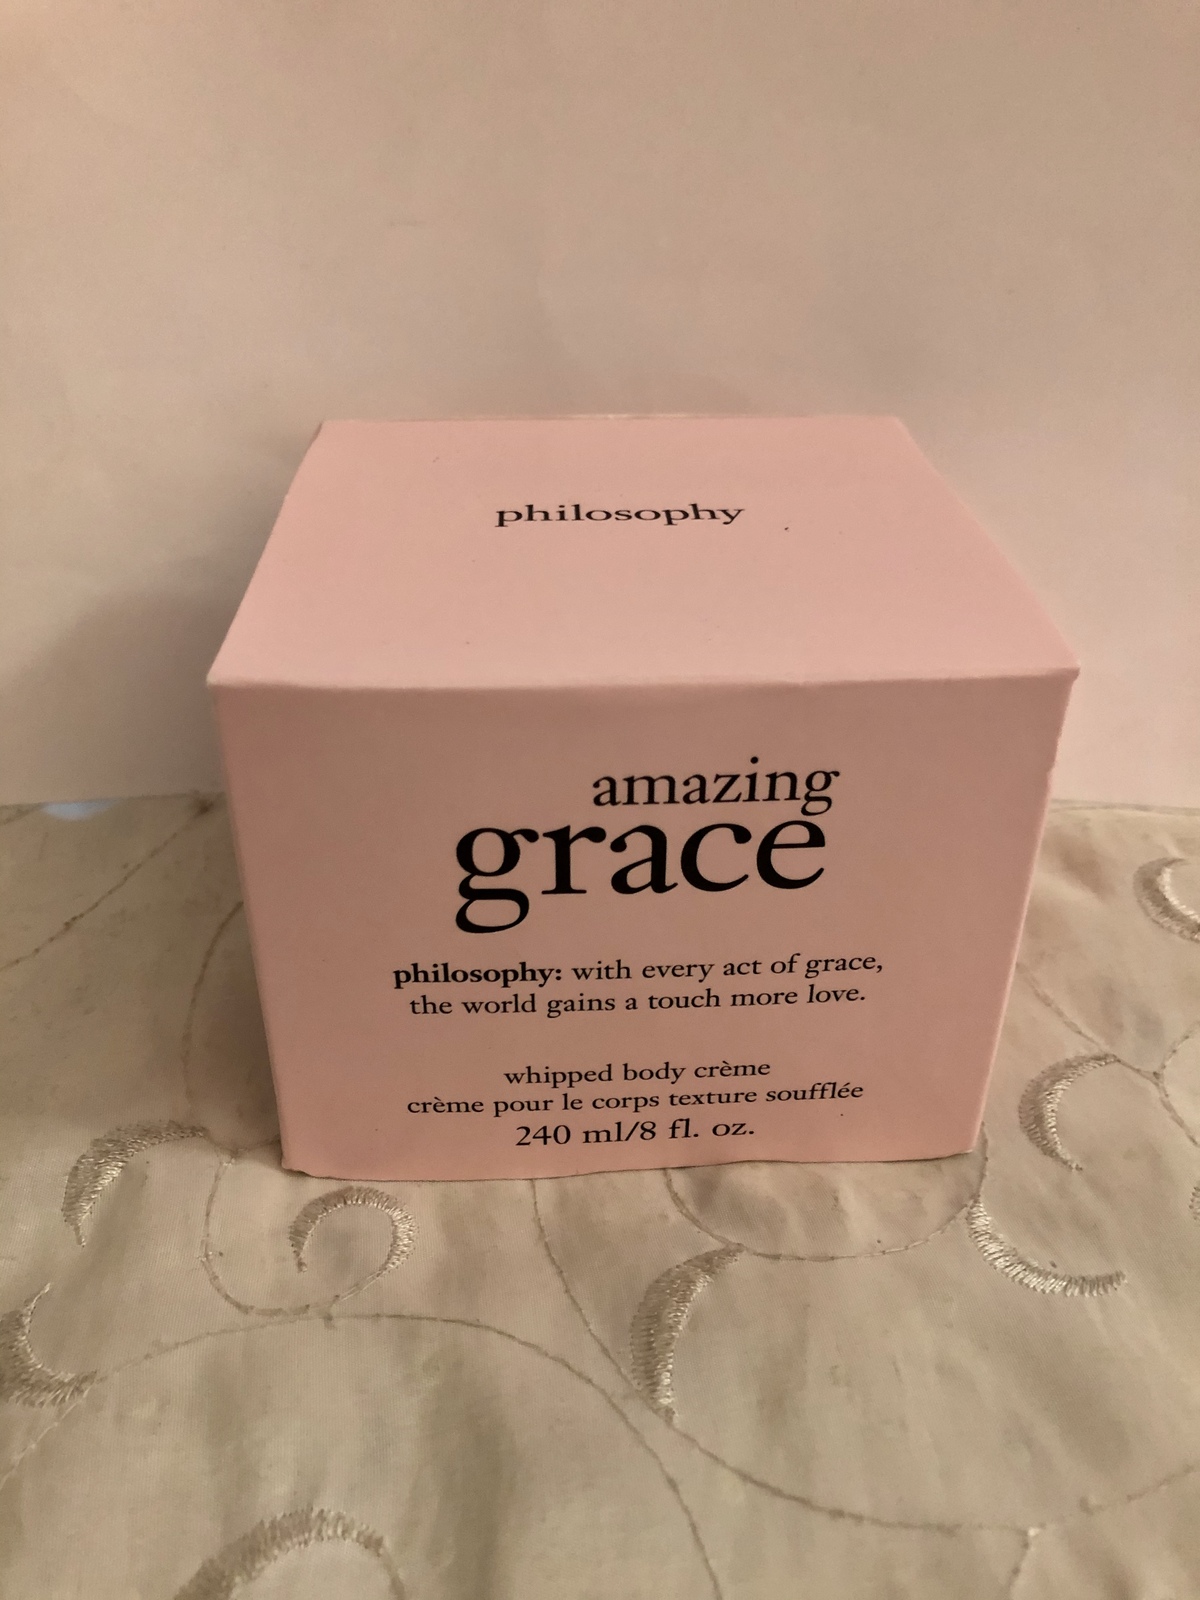 philosophy
amazing
grace
philosophy: with every act of grace,
the world gains a touch more love.
whipped body crème
crème pour le corps texture soufflée
240 ml/8 fl. oz.